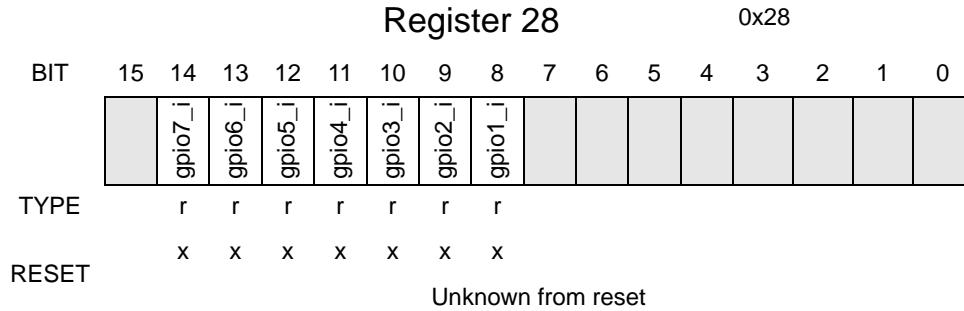 Register 28 0x28
BIT 15 14 13 12 11 10 9 8 7 6 5 4 3 2 1 0
gpio7_i gpio6_i gpio5_i gpio4_i gpio3_i gpio2_i gpio1_i
TYPE r r r r r r r
x x x x x x x
RESET
Unknown from reset